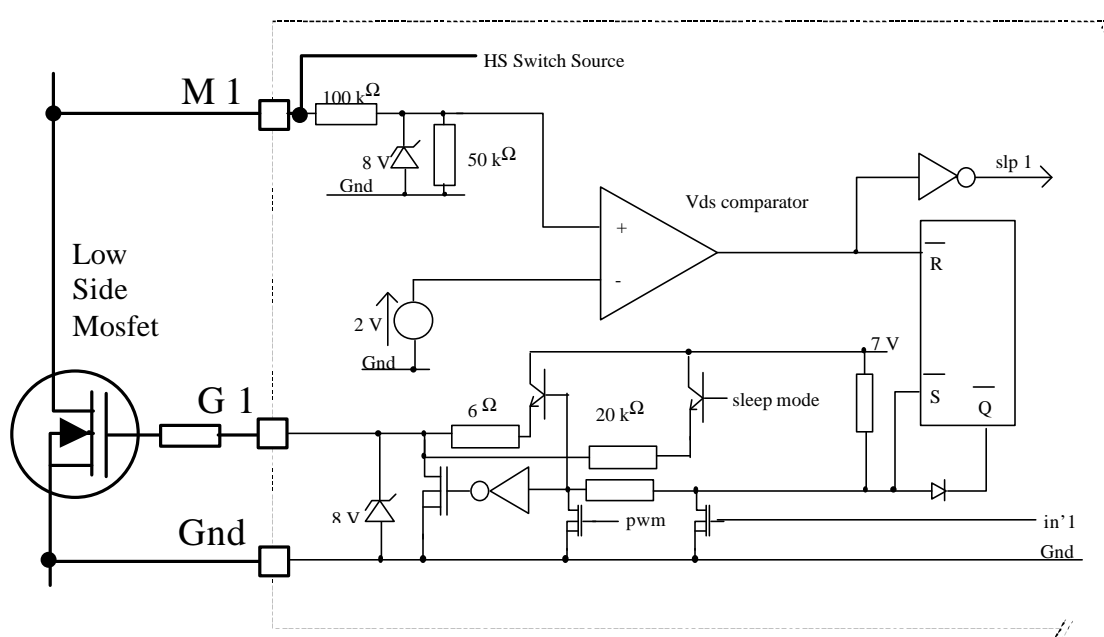 HS Switch Source
M 1
100 kΩ
8 V
50 kΩ
Gnd
slp 1
Vds comparator
+
R
Low
Side
Mosfet
-
2 V
Gnd
7 V
S
Q
G 1
6 Ω
20 kΩ
sleep mode
8 V
pwm
in’1
Gnd
Gnd